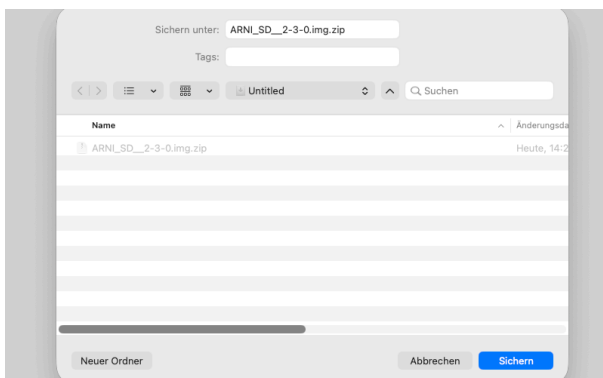 Sichern unter: ARNI_SD__2-3-0.img.zip
Tags:
Untitled
Suchen
Name
Änderungsda
ARNI_SD__2-3-0.img.zip
Heute, 14:2
Neuer Ordner
Abbrechen
Sichern